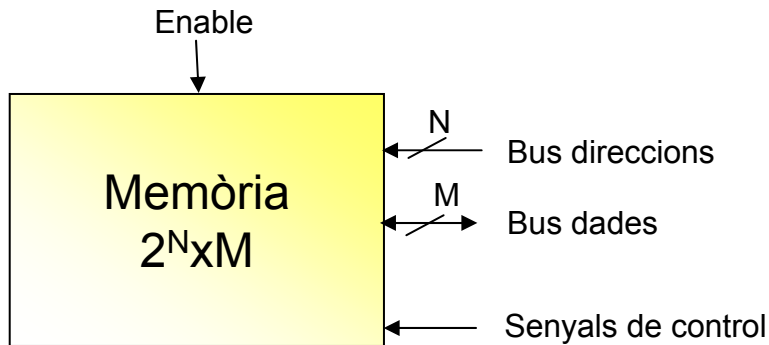 Enable
N
Bus direccions
Memòria
2ᴺxM
M
Bus dades
Senyals de control